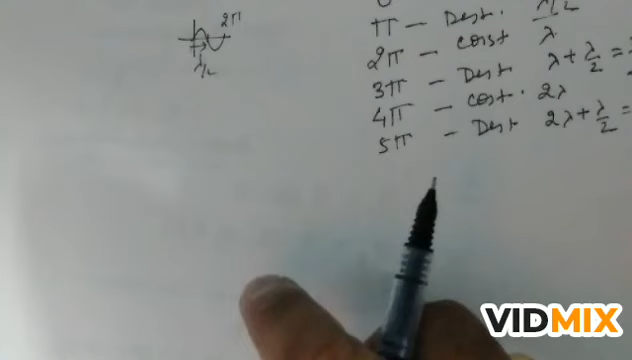 2π
λ/2
π - Dest. λ/2
2π - const λ
3π - Dest λ + λ/2 =
4π - const. 2λ
5π - Dest 2λ + λ/2 =
VIDMIX